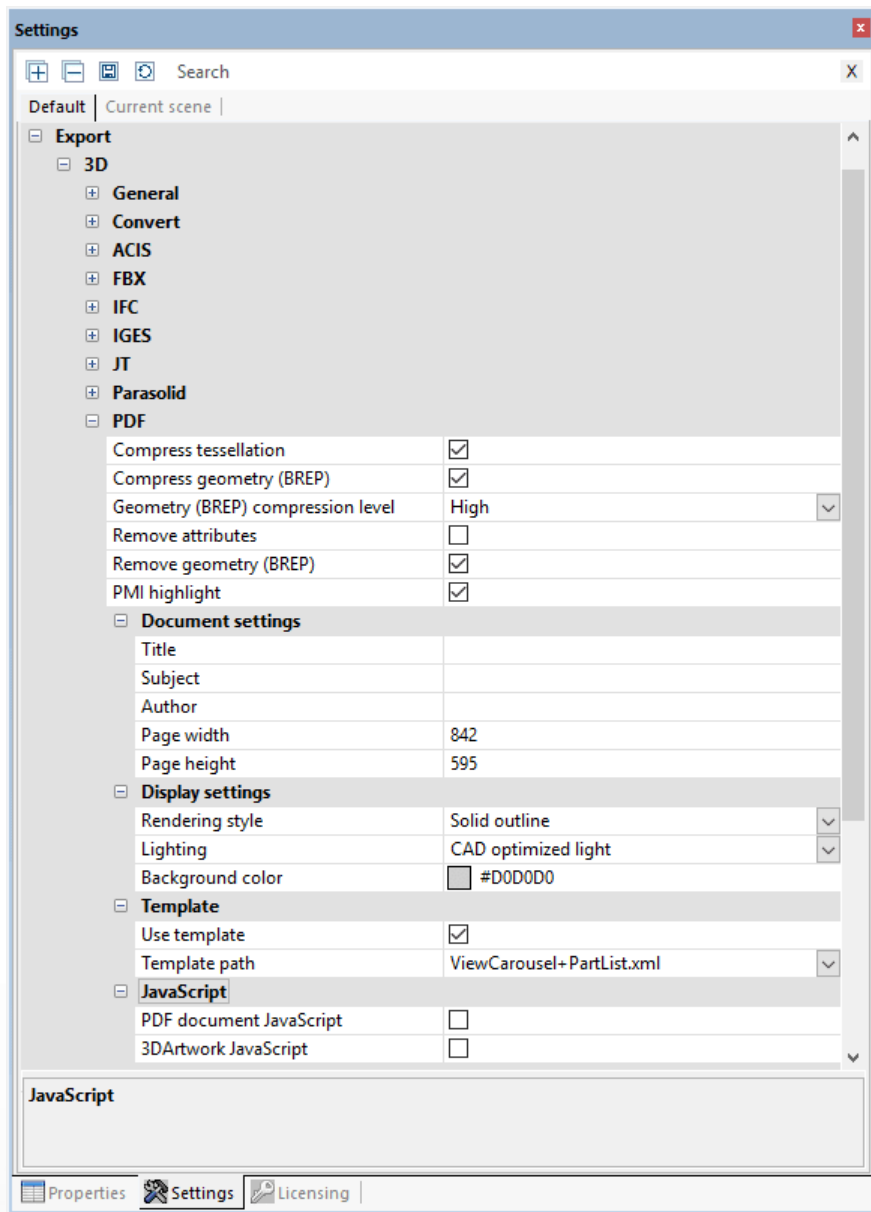 Settings
Search X
Default Current scene
Export
3D
General
Convert
ACIS
FBX
IFC
IGES
JT
Parasolid
PDF
Compress tessellation
Compress geometry (BREP)
Geometry (BREP) compression level High
Remove attributes
Remove geometry (BREP)
PMI highlight
Document settings
Title
Subject
Author
Page width 842
Page height 595
Display settings
Rendering style Solid outline
Lighting CAD optimized light
Background color #D0D0D0
Template
Use template
Template path ViewCarousel+PartList.xml
JavaScript
PDF document JavaScript
3DArtwork JavaScript
JavaScript
Properties Settings Licensing